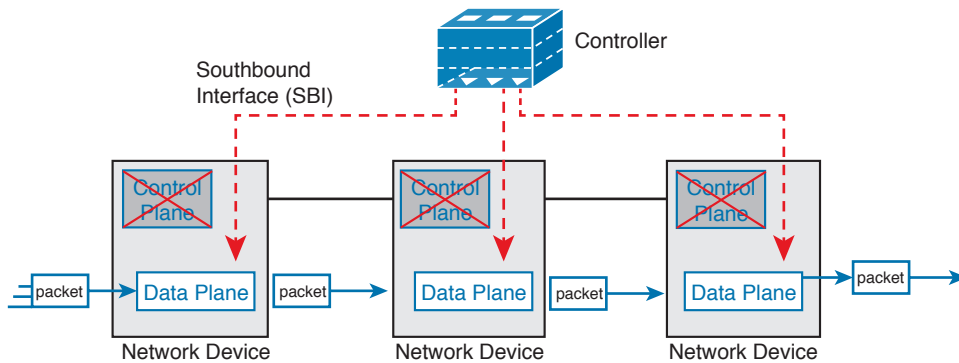 Controller
Southbound
Interface (SBI)
Control
Plane
Control
Plane
Control
Plane
packet
Data Plane
packet
Data Plane
packet
Data Plane
packet
Network Device
Network Device
Network Device